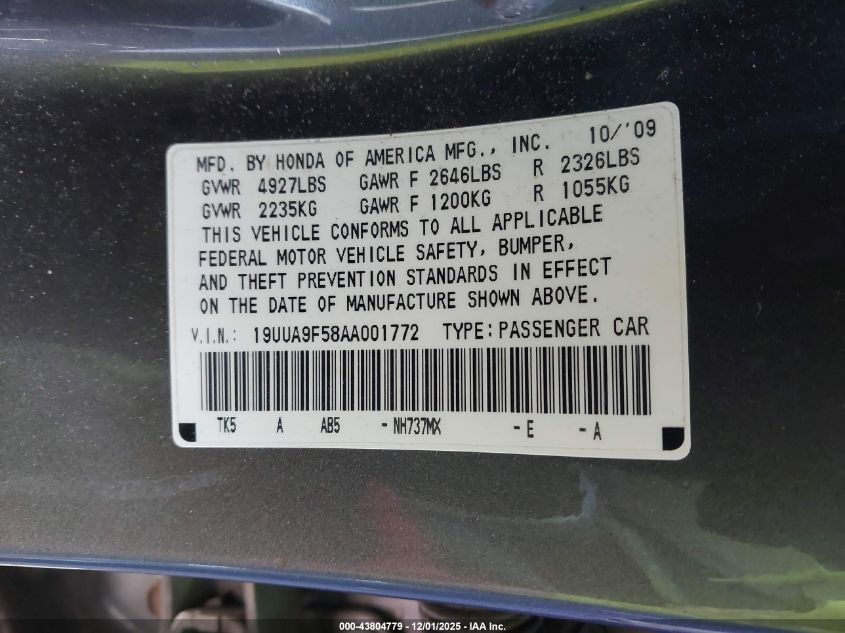 MFD. BY HONDA OF AMERICA MFG., INC. 10/'09
GVWR 4927LBS GAWR F 2646LBS R 2326LBS
GVWR 2235KG GAWR F 1200KG R 1055KG
THIS VEHICLE CONFORMS TO ALL APPLICABLE
FEDERAL MOTOR VEHICLE SAFETY, BUMPER,
AND THEFT PREVENTION STANDARDS IN EFFECT
ON THE DATE OF MANUFACTURE SHOWN ABOVE.
V.I.N.: 19UUA9F58AA001772 TYPE:PASSENGER CAR
TK5 A AB5 -NH737MX -E -A
000-43804779 - 12/01/2025 - IAA Inc.